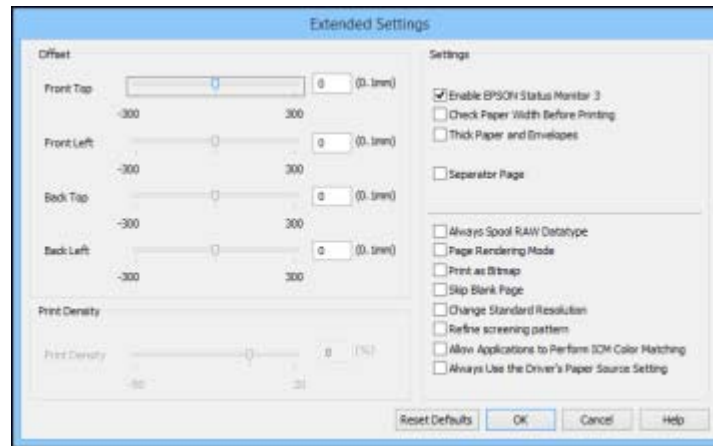 Extended Settings
Offset
Front Top
0 (0.1mm)
-300 300
Front Left
0 (0.1mm)
-300 300
Back Top
0 (0.1mm)
-300 300
Back Left
0 (0.1mm)
-300 300
Print Density
Print Density
0 (%)
-50 20
Settings
Enable EPSON Status Monitor 3
Check Paper Width Before Printing
Thick Paper and Envelopes
Separator Page
Always Spool RAW Datatype
Page Rendering Mode
Print as Bitmap
Skip Blank Page
Change Standard Resolution
Refine screening pattern
Allow Applications to Perform ICM Color Matching
Always Use the Driver's Paper Source Setting
Reset Defaults OK Cancel Help